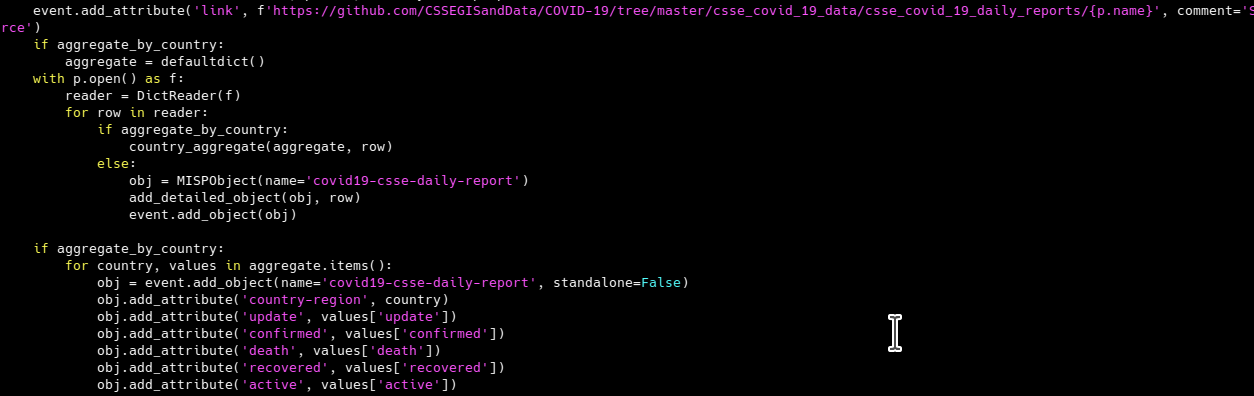 event.add_attribute('link', f'https://github.com/CSSEGISandData/COVID-19/tree/master/csse_covid_19_data/csse_covid_19_daily_reports/{p.name}', comment='S
rce')
    if aggregate_by_country:
        aggregate = defaultdict()
    with p.open() as f:
        reader = DictReader(f)
        for row in reader:
            if aggregate_by_country:
                country_aggregate(aggregate, row)
            else:
                obj = MISPObject(name='covid19-csse-daily-report')
                add_detailed_object(obj, row)
                event.add_object(obj)
    if aggregate_by_country:
        for country, values in aggregate.items():
            obj = event.add_object(name='covid19-csse-daily-report', standalone=False)
            obj.add_attribute('country-region', country)
            obj.add_attribute('update', values['update'])
            obj.add_attribute('confirmed', values['confirmed'])
            obj.add_attribute('death', values['death'])
            obj.add_attribute('recovered', values['recovered'])
            obj.add_attribute('active', values['active'])